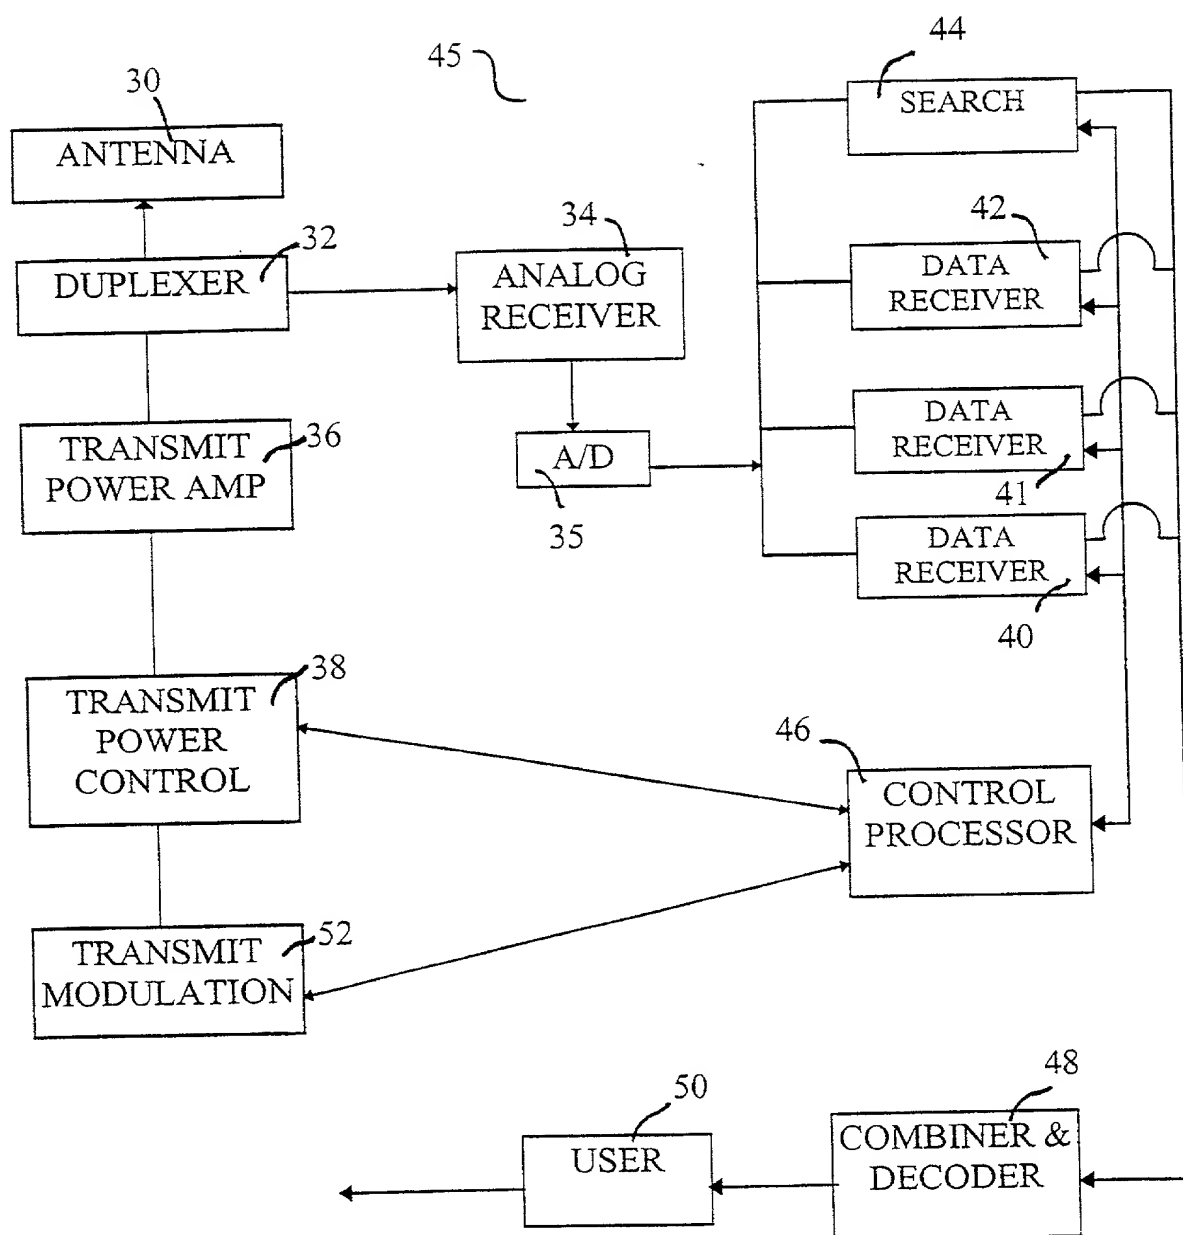 44
45
30
SEARCH
ANTENNA
42
34
32
DATA
RECEIVER
ANALOG
RECEIVER
DUPLEXER
DATA
RECEIVER
36
TRANSMIT
POWER AMP
A/D
41
35
DATA
RECEIVER
40
38
TRANSMIT
POWER
CONTROL
46
CONTROL
PROCESSOR
52
TRANSMIT
MODULATION
48
50
COMBINER &
DECODER
USER